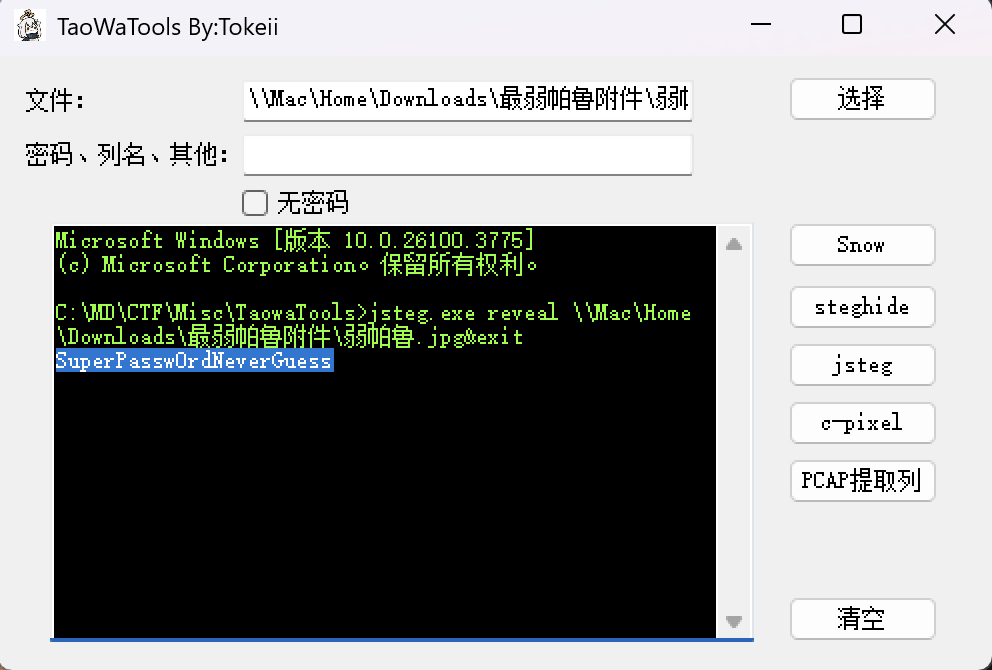 TaoWaTools By:Tokeii
文件：
\\Mac\Home\Downloads\最弱帕鲁附件\弱帕
选择
密码、列名、其他：
无密码
Microsoft Windows [版本 10.0.26100.3775]
(c) Microsoft Corporation。保留所有权利。
C:\MD\CTF\Misc\TaowaTools>jsteg.exe reveal \\Mac\Home
\Downloads\最弱帕鲁附件\弱帕鲁.jpg&exit
SuperPassw0rdNeverGuess
Snow
steghide
jsteg
c-pixel
PCAP提取列
清空